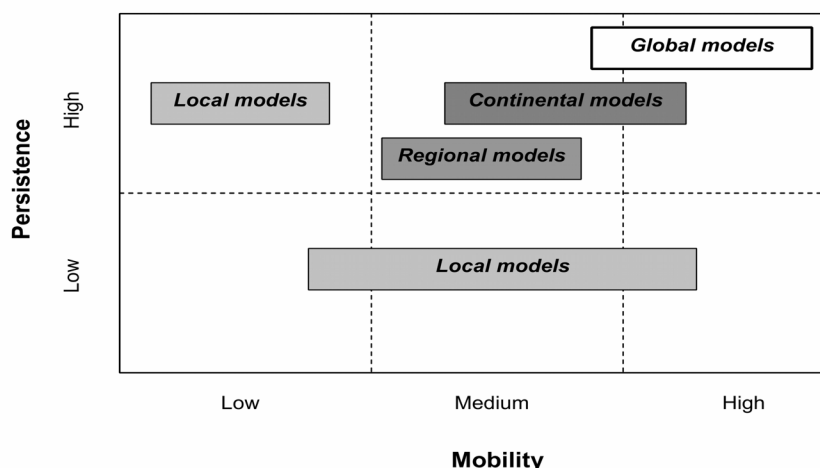 Global models
Local models
Continental models
Regional models
Local models
Persistence
High
Low
Low
Medium
High
Mobility